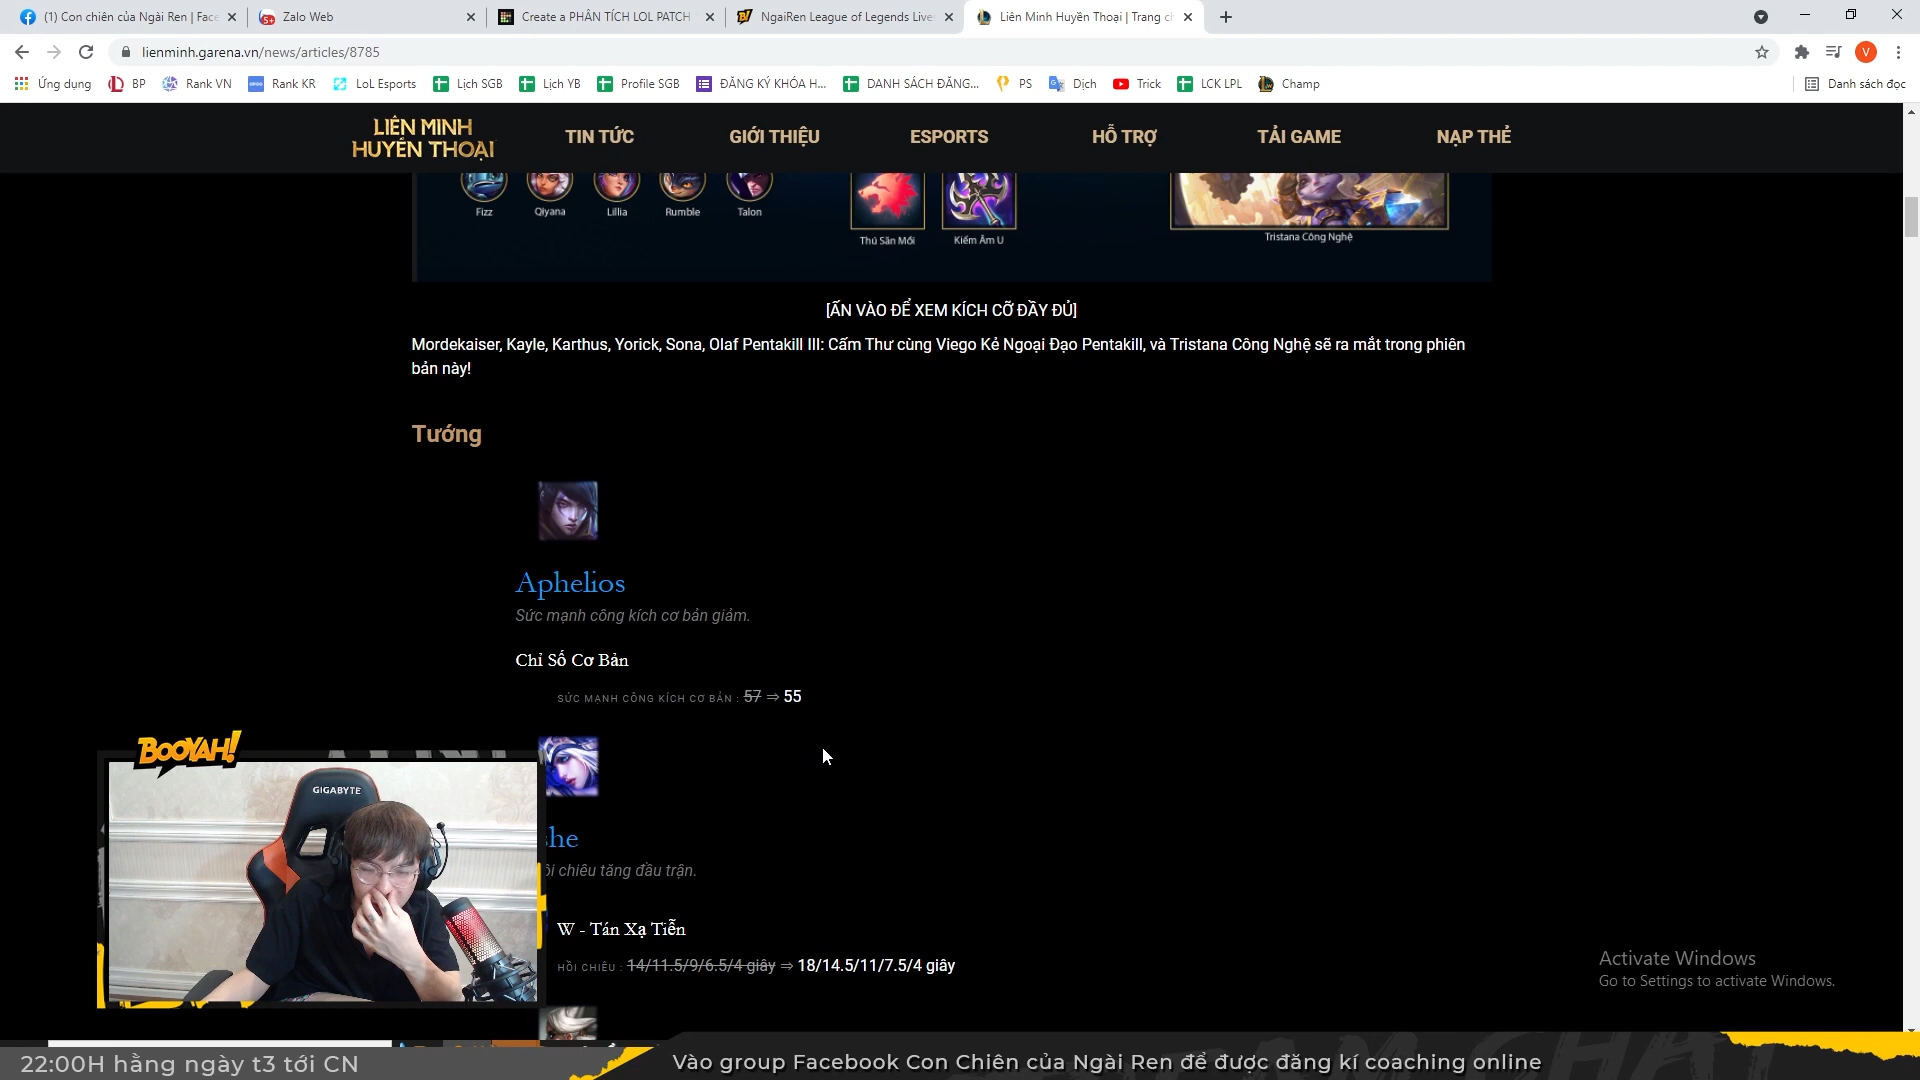 (1) Con chiên của Ngài Ren | Face
Zalo Web
Create a PHÂN TÍCH LOL PATCH
NgaiRen League of Legends Live
Liên Minh Huyền Thoại | Trang ch
lienminh.garena.vn/news/articles/8785
V
Ứng dụng
BP
Rank VN
Rank KR
LoL Esports
Lịch SGB
Lịch YB
Profile SGB
ĐĂNG KÝ KHÓA H...
DANH SÁCH ĐĂNG...
PS
Dịch
Trick
LCK LPL
Champ
Danh sách đọc
LIÊN MINH
HUYỀN THOẠI
TIN TỨC
GIỚI THIỆU
ESPORTS
HỖ TRỢ
TẢI GAME
NẠP THẺ
Fizz
Qiyana
Lillia
Rumble
Talon
Thú Săn Mồi
Kiếm Âm U
Tristana Công Nghệ
[ẤN VÀO ĐỂ XEM KÍCH CỠ ĐẦY ĐỦ]
Mordekaiser, Kayle, Karthus, Yorick, Sona, Olaf Pentakill III: Cấm Thư cùng Viego Kẻ Ngoại Đạo Pentakill, và Tristana Công Nghệ sẽ ra mắt trong phiên
bản này!
Tướng
Aphelios
Sức mạnh công kích cơ bản giảm.
Chỉ Số Cơ Bản
SỨC MẠNH CÔNG KÍCH CƠ BẢN : 57 ⇒ 55
BOOYAH!
GIGABYTE
she
ồi chiêu tăng đầu trận.
W - Tán Xạ Tiễn
HỒI CHIÊU : 14/11.5/9/6.5/4 giây ⇒ 18/14.5/11/7.5/4 giây
Activate Windows
Go to Settings to activate Windows.
22:00H hằng ngày t3 tới CN
Vào group Facebook Con Chiên của Ngài Ren để được đăng kí coaching online